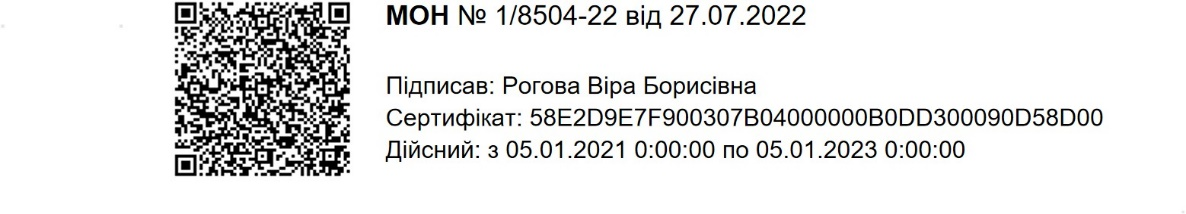 МОН № 1/8504-22 від 27.07.2022
Підписав: Рогова Віра Борисівна
Сертифікат: 58E2D9E7F900307B04000000B0DD300090D58D00
Дійсний: з 05.01.2021 0:00:00 по 05.01.2023 0:00:00